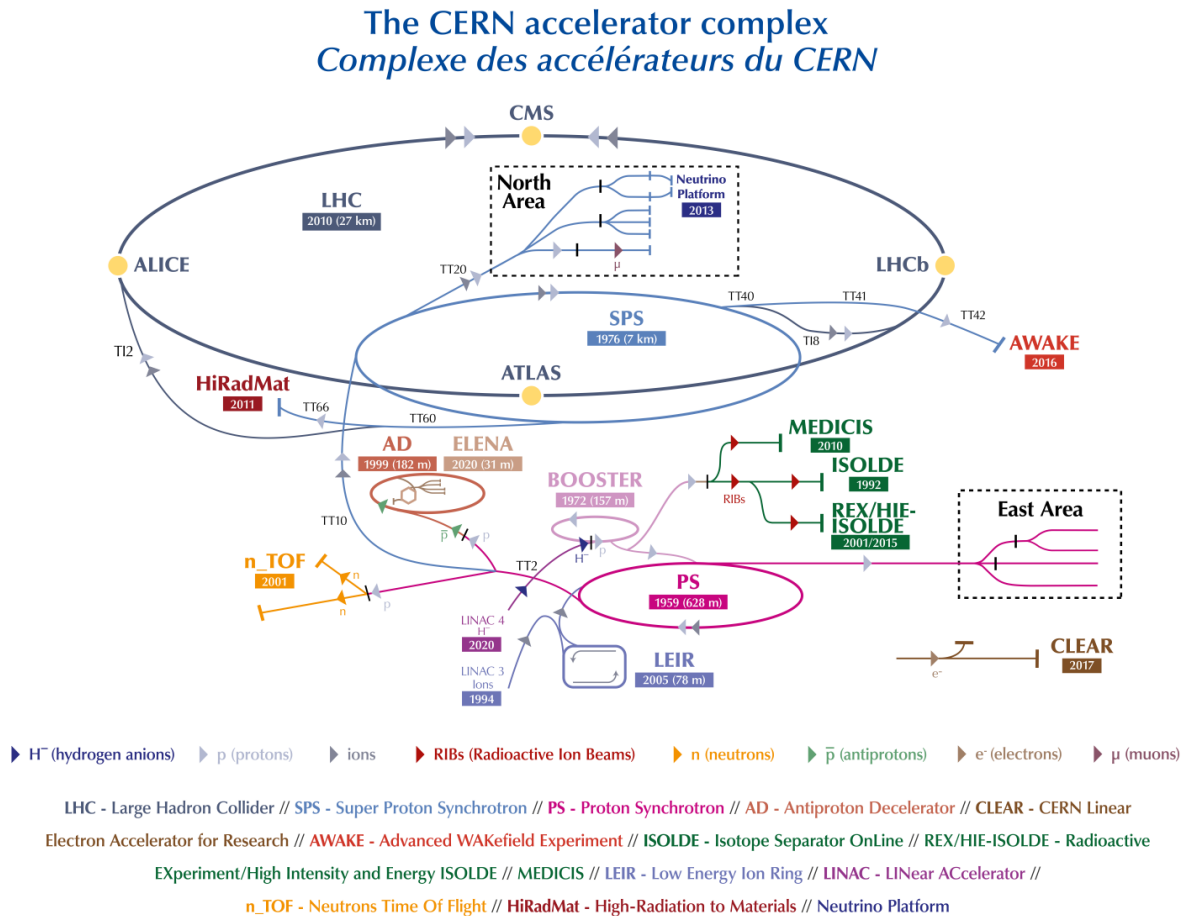 The CERN accelerator complex
Complexe des accélérateurs du CERN
CMS
North
Area
Neutrino
Platform
2013
LHC
2010 (27 km)
μ
ALICE
LHCb
TT20
TT40
TT41
TT42
SPS
1976 (7 km)
TI8
AWAKE
2016
TI2
ATLAS
HiRadMat
2011
TT66
TT60
MEDICIS
2010
AD
1999 (182 m)
ELENA
2020 (31 m)
BOOSTER
1972 (157 m)
ISOLDE
1992
RIBs
REX/HIE-
ISOLDE
2001/2015
East Area
TT10
p̅
p
H⁻
p
n_TOF
2001
n
n
p
TT2
PS
1959 (628 m)
LINAC 4
H⁻
2020
LINAC 3
Ions
1994
LEIR
2005 (78 m)
CLEAR
2017
e⁻
H⁻ (hydrogen anions)
p (protons)
ions
RIBs (Radioactive Ion Beams)
n (neutrons)
p̅ (antiprotons)
e⁻ (electrons)
μ (muons)
LHC - Large Hadron Collider // SPS - Super Proton Synchrotron // PS - Proton Synchrotron // AD - Antiproton Decelerator // CLEAR - CERN Linear
Electron Accelerator for Research // AWAKE - Advanced WAKefield Experiment // ISOLDE - Isotope Separator OnLine // REX/HIE-ISOLDE - Radioactive
EXperiment/High Intensity and Energy ISOLDE // MEDICIS // LEIR - Low Energy Ion Ring // LINAC - LINear ACcelerator //
n_TOF - Neutrons Time Of Flight // HiRadMat - High-Radiation to Materials // Neutrino Platform